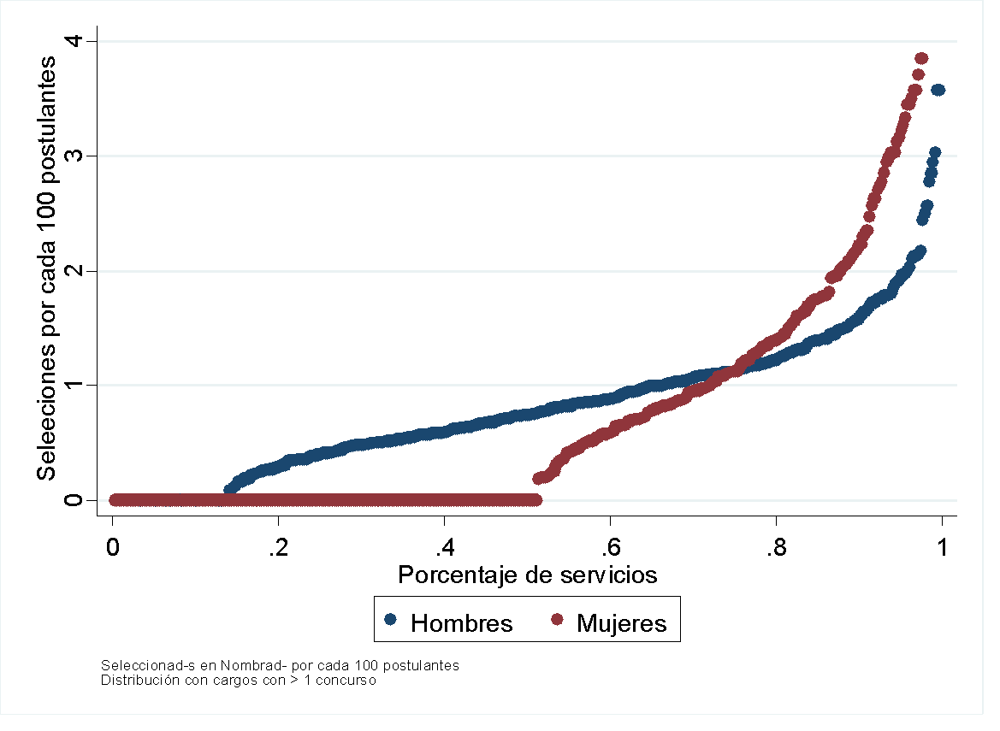 Selecciones por cada 100 postulantes
4
3
2
1
0
0 .2 .4 .6 .8 1
Porcentaje de servicios
Hombres Mujeres
Seleccionad-s en Nombrad- por cada 100 postulantes
Distribución con cargos con > 1 concurso